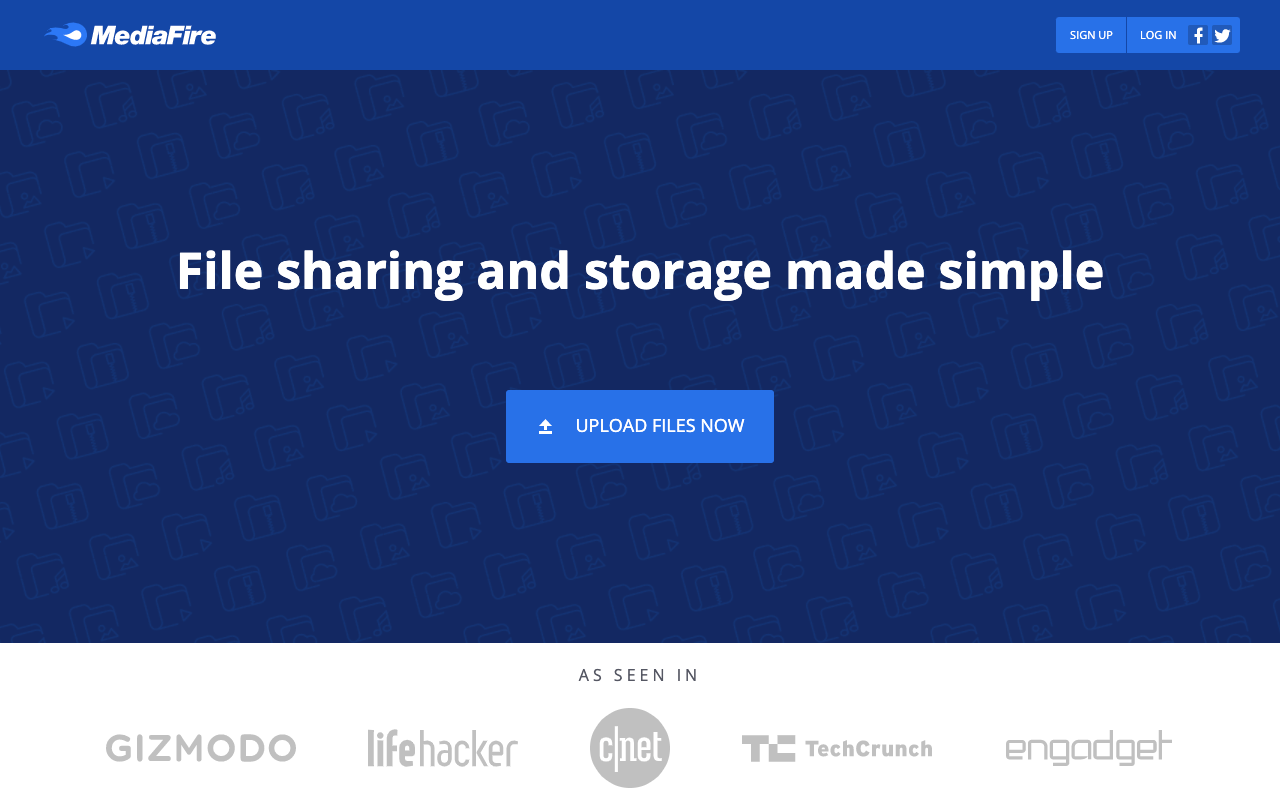 MediaFire
SIGN UP
LOG IN
File sharing and storage made simple
UPLOAD FILES NOW
AS SEEN IN
GIZMODO
lifehacker
c|net
TC TechCrunch
engadget